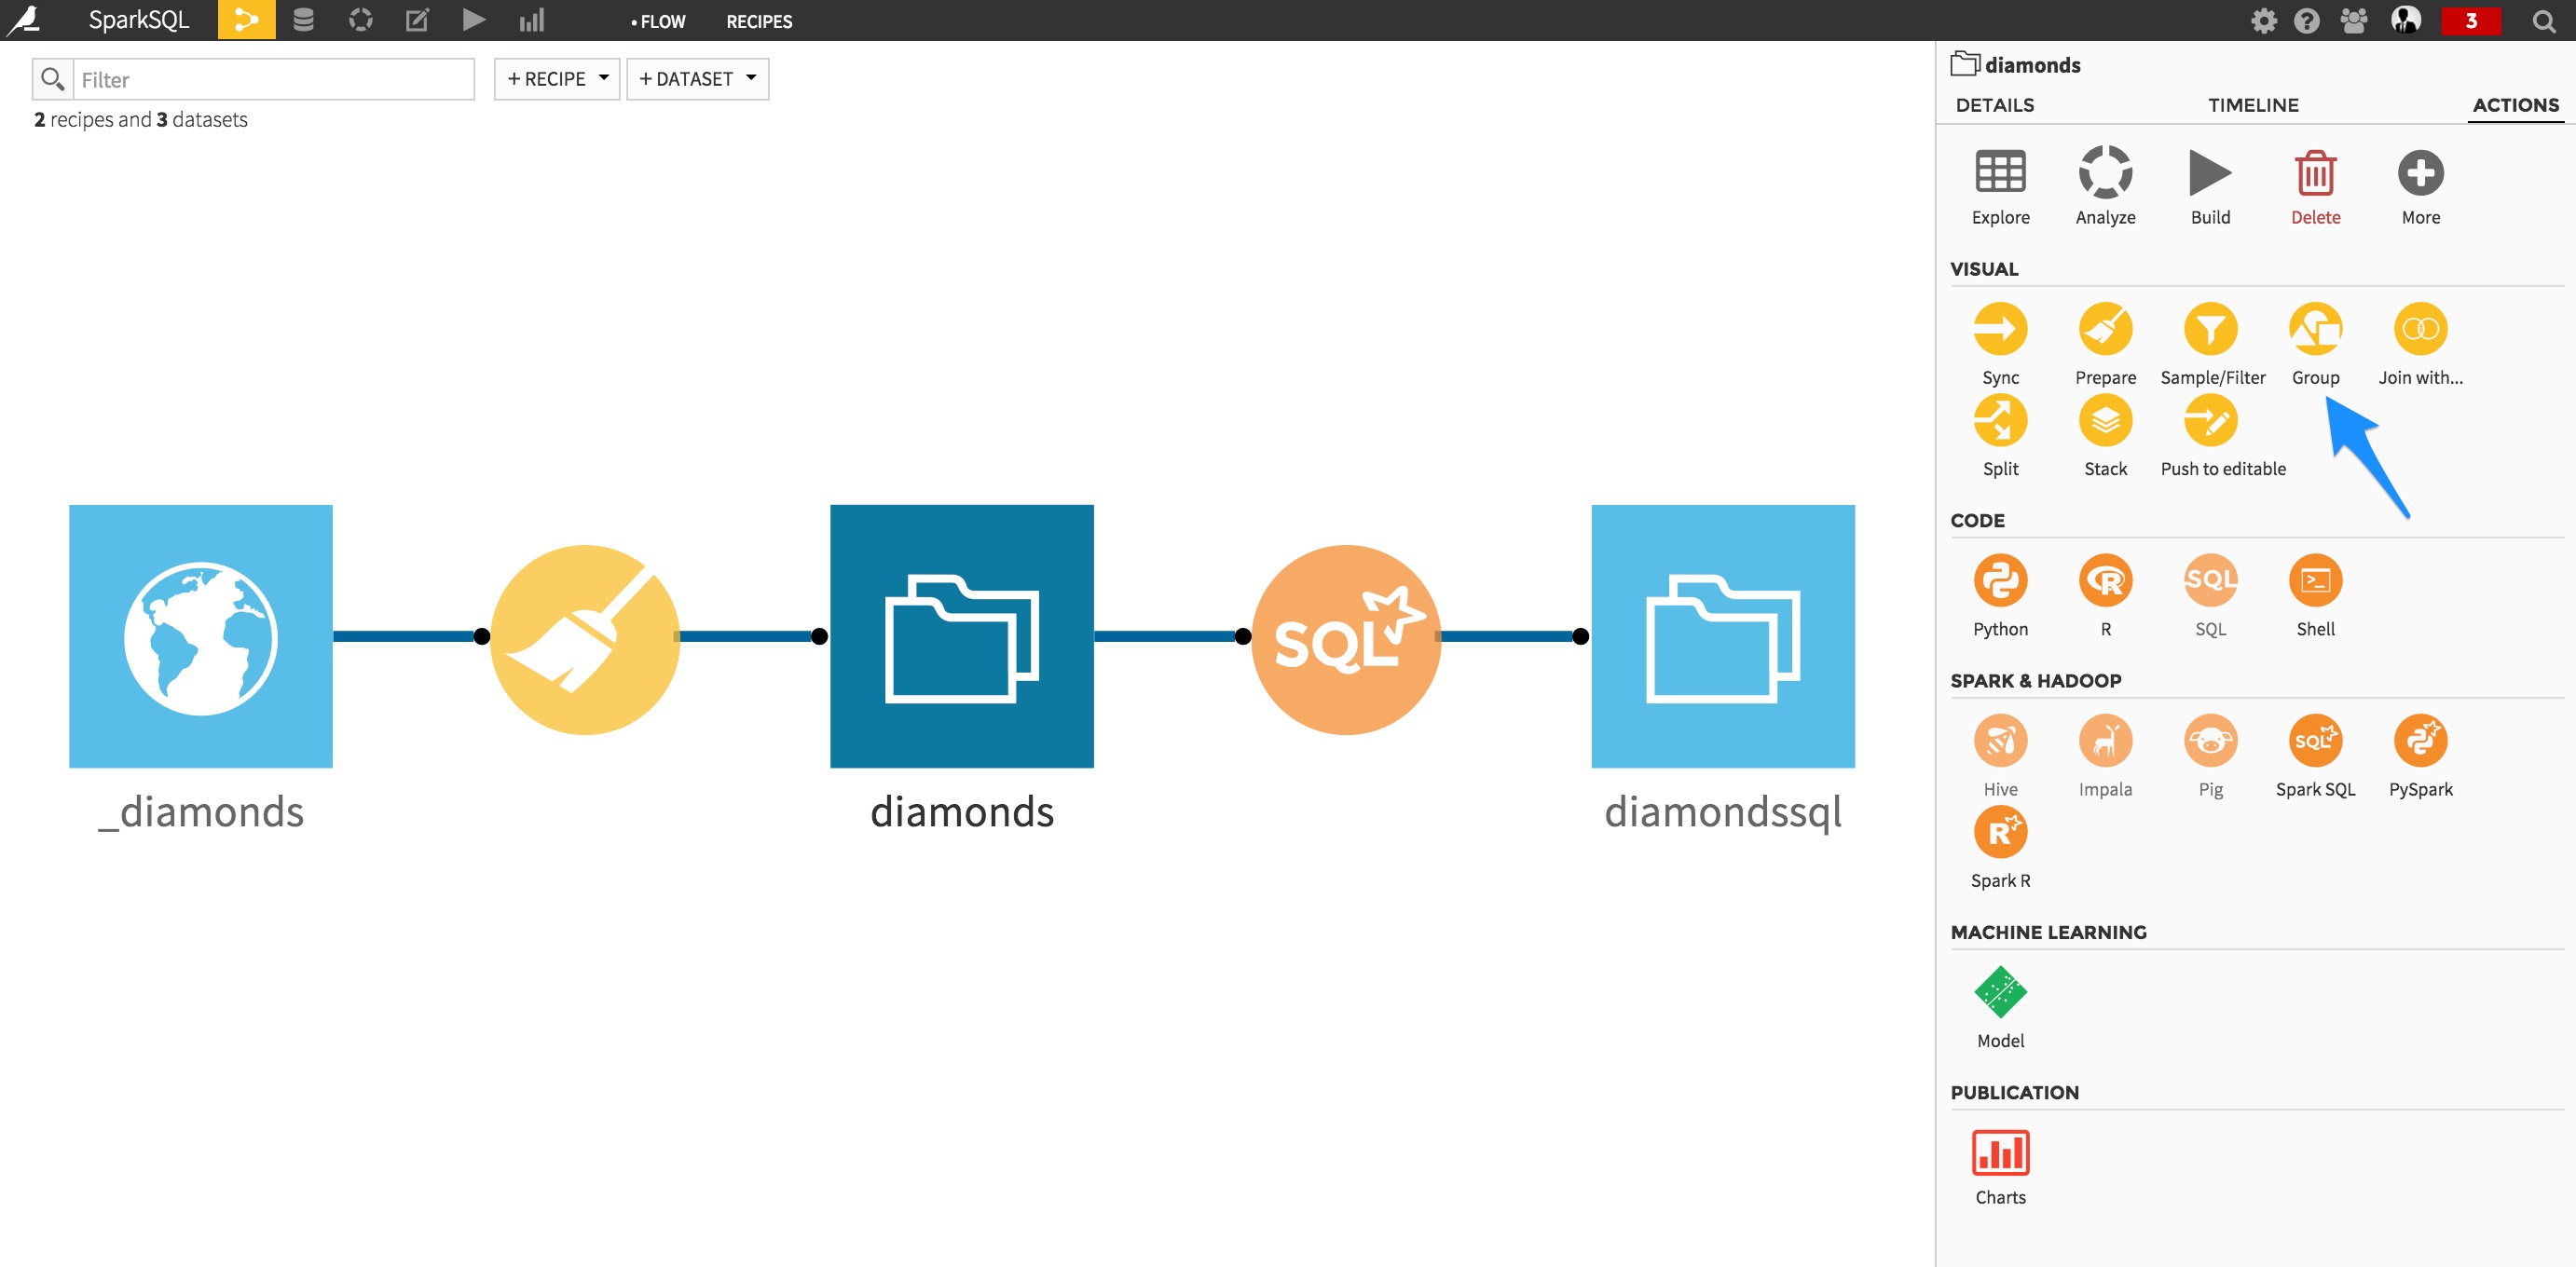 SparkSQL
• FLOW RECIPES
3
Filter
+ RECIPE
+ DATASET
2 recipes and 3 datasets
_diamonds
SQL
diamonds
diamondssql
diamonds
DETAILS TIMELINE ACTIONS
Explore Analyze Build Delete More
VISUAL
Sync Prepare Sample/Filter Group Join with...
Split Stack Push to editable
CODE
R SQL >_
Python R SQL Shell
SPARK & HADOOP
SQL
Hive Impala Pig Spark SQL PySpark
R
Spark R
MACHINE LEARNING
Model
PUBLICATION
Charts